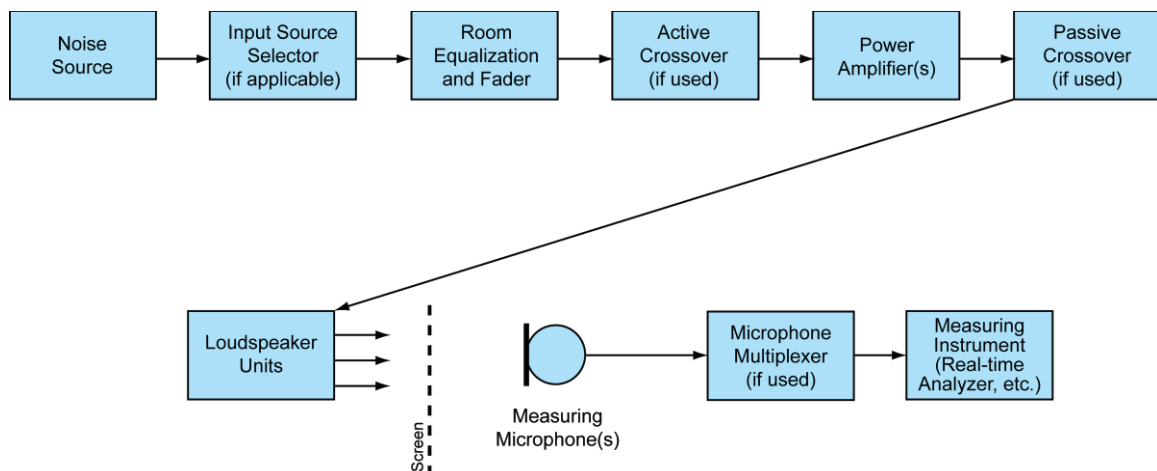 Noise
Source
Input Source
Selector
(if applicable)
Room
Equalization
and Fader
Active
Crossover
(if used)
Power
Amplifier(s)
Passive
Crossover
(if used)
Loudspeaker
Units
Screen
Measuring
Microphone(s)
Microphone
Multiplexer
(if used)
Measuring
Instrument
(Real-time
Analyzer, etc.)